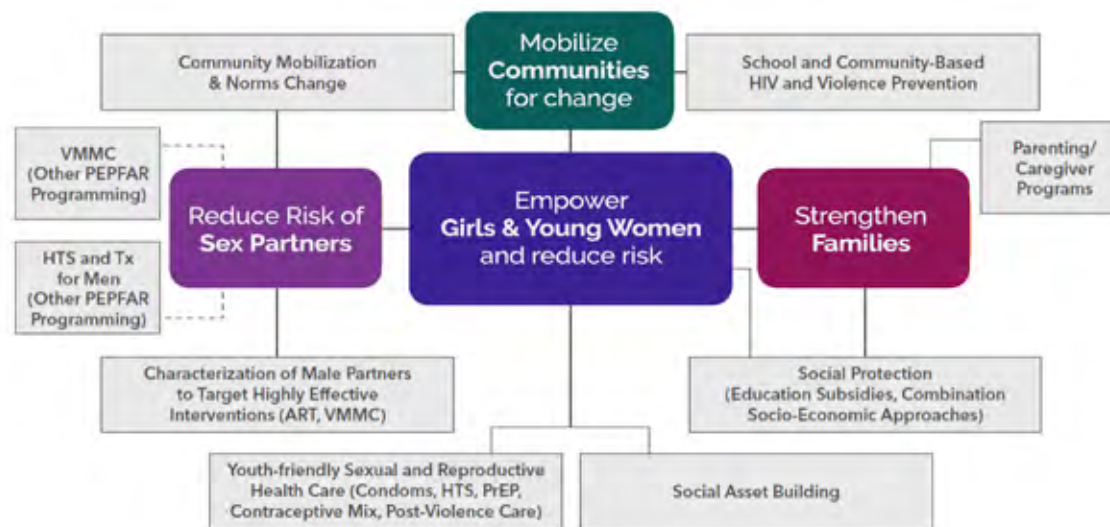 Mobilize
Communities
for change
Community Mobilization
& Norms Change
School and Community-Based
HIV and Violence Prevention
VMMC
(Other PEPFAR
Programming)
Parenting/
Caregiver
Programs
Reduce Risk of
Sex Partners
Empower
Girls & Young Women
and reduce risk
Strengthen
Families
HTS and Tx
for Men
(Other PEPFAR
Programming)
Characterization of Male Partners
to Target Highly Effective
Interventions (ART, VMMC)
Social Protection
(Education Subsidies, Combination
Socio-Economic Approaches)
Youth-friendly Sexual and Reproductive
Health Care (Condoms, HTS, PrEP,
Contraceptive Mix, Post-Violence Care)
Social Asset Building